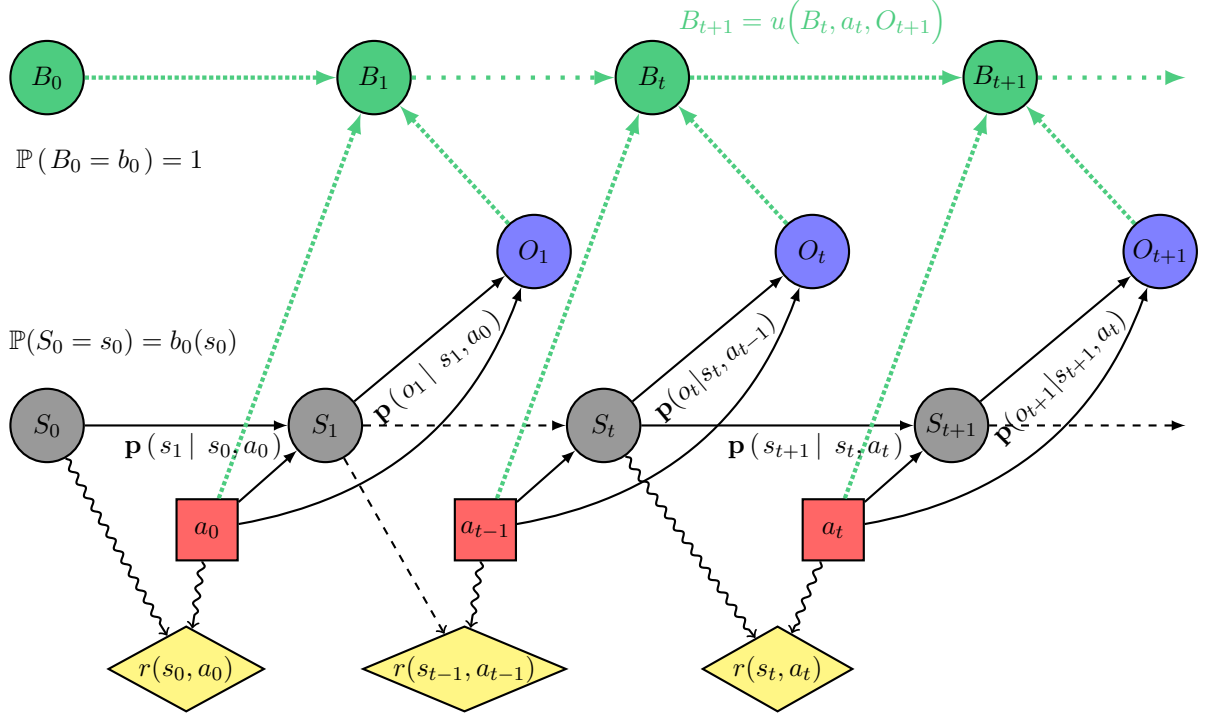 B_{t+1} = u(B_t, a_t, O_{t+1})
B_0
B_1
B_t
B_{t+1}
ℙ(B_0 = b_0) = 1
O_1
O_t
O_{t+1}
ℙ(S_0 = s_0) = b_0(s_0)
p(o_1 | s_1, a_0)
p(o_t|s_t, a_{t−1})
p(o_{t+1}|s_{t+1}, a_t)
S_0
S_1
S_t
S_{t+1}
p(s_1 | s_0, a_0)
p(s_{t+1} | s_t, a_t)
a_0
a_{t−1}
a_t
r(s_0, a_0)
r(s_{t−1}, a_{t−1})
r(s_t, a_t)